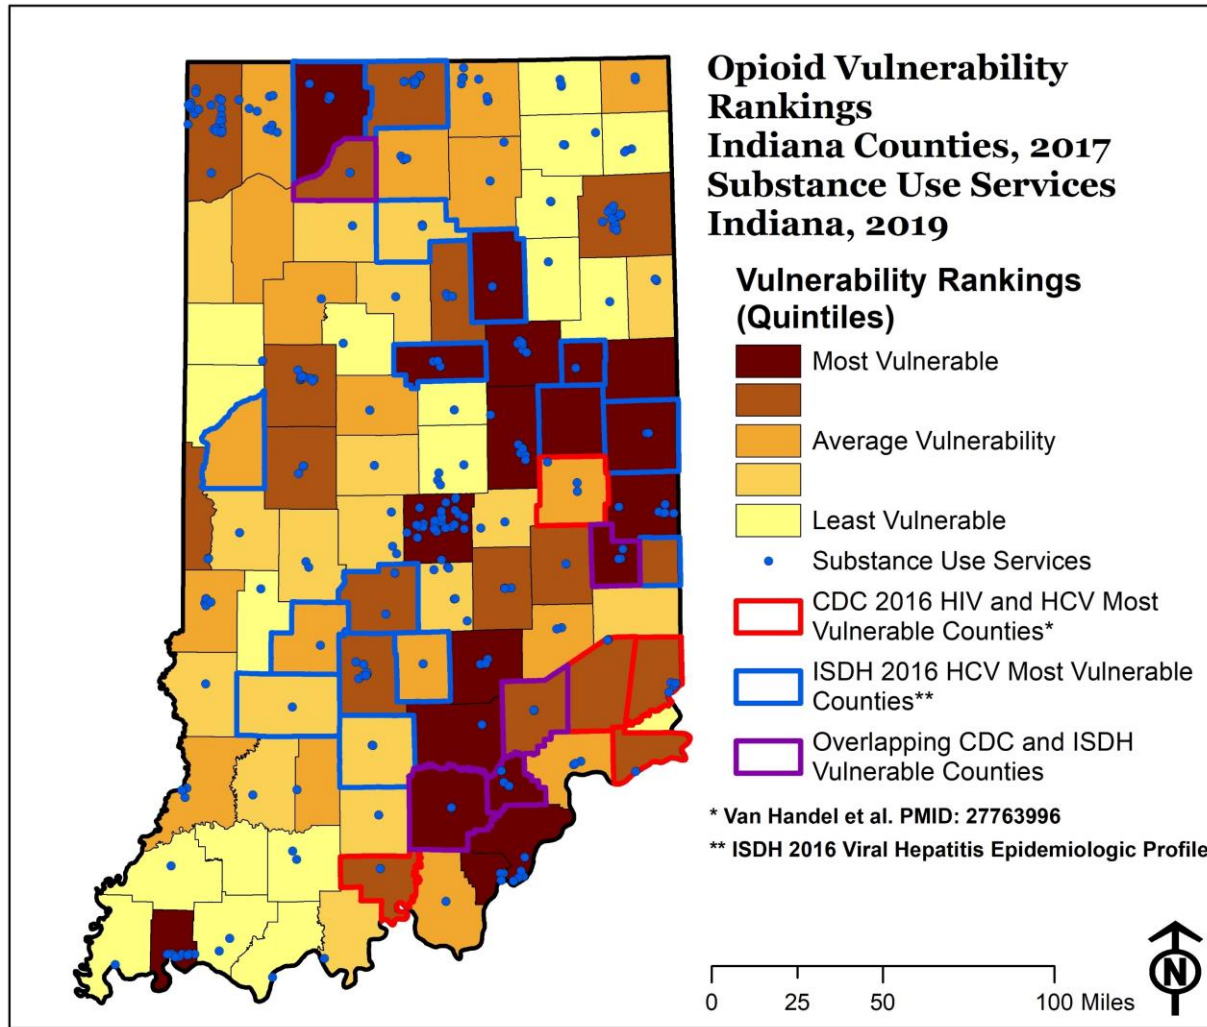 Opioid Vulnerability
Rankings
Indiana Counties, 2017
Substance Use Services
Indiana, 2019
Vulnerability Rankings
(Quintiles)
Most Vulnerable
Average Vulnerability
Least Vulnerable
Substance Use Services
CDC 2016 HIV and HCV Most
Vulnerable Counties*
ISDH 2016 HCV Most Vulnerable
Counties**
Overlapping CDC and ISDH
Vulnerable Counties
* Van Handel et al. PMID: 27763996
** ISDH 2016 Viral Hepatitis Epidemiologic Profile
N
0 25 50 100 Miles